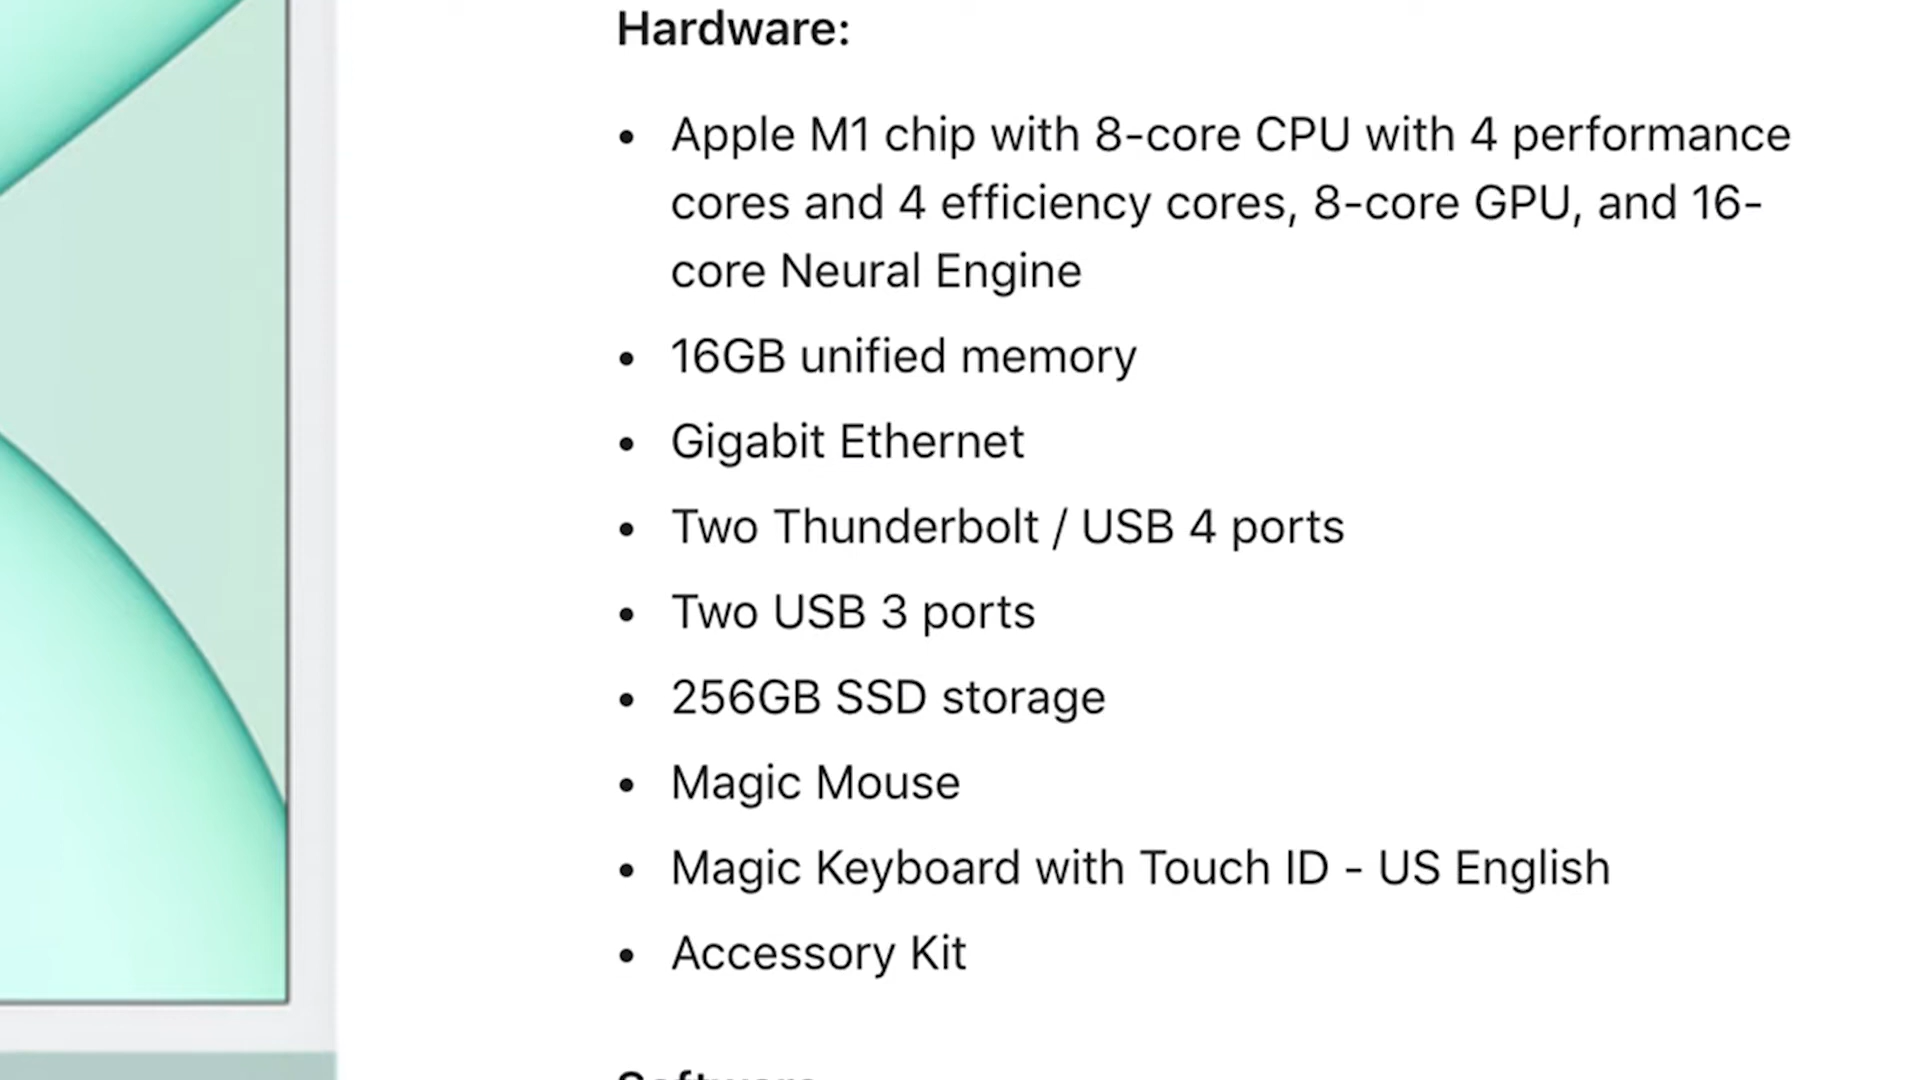 Hardware:
• Apple M1 chip with 8-core CPU with 4 performance
cores and 4 efficiency cores, 8-core GPU, and 16-
core Neural Engine
• 16GB unified memory
• Gigabit Ethernet
• Two Thunderbolt / USB 4 ports
• Two USB 3 ports
• 256GB SSD storage
• Magic Mouse
• Magic Keyboard with Touch ID - US English
• Accessory Kit